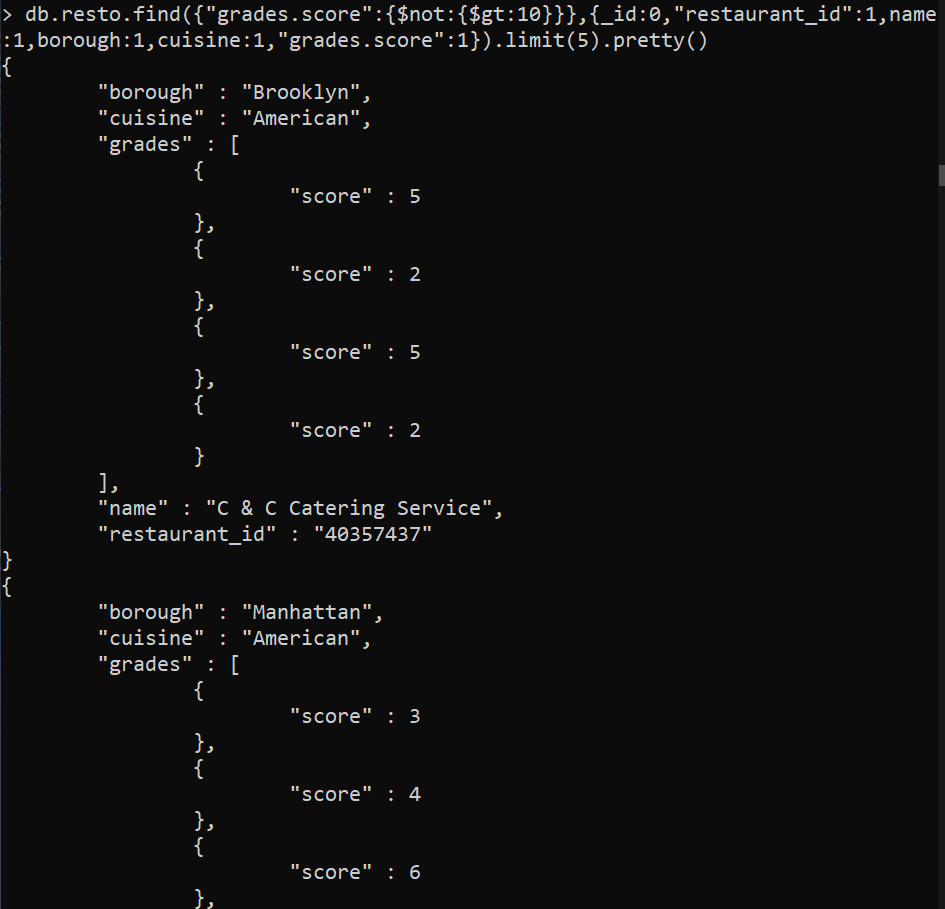 > db.resto.find({"grades.score":{$not:{$gt:10}}},{_id:0,"restaurant_id":1,name
:1,borough:1,cuisine:1,"grades.score":1}).limit(5).pretty()
{
        "borough" : "Brooklyn",
        "cuisine" : "American",
        "grades" : [
                {
                        "score" : 5
                },
                {
                        "score" : 2
                },
                {
                        "score" : 5
                },
                {
                        "score" : 2
                }
        ],
        "name" : "C & C Catering Service",
        "restaurant_id" : "40357437"
}
{
        "borough" : "Manhattan",
        "cuisine" : "American",
        "grades" : [
                {
                        "score" : 3
                },
                {
                        "score" : 4
                },
                {
                        "score" : 6
                },